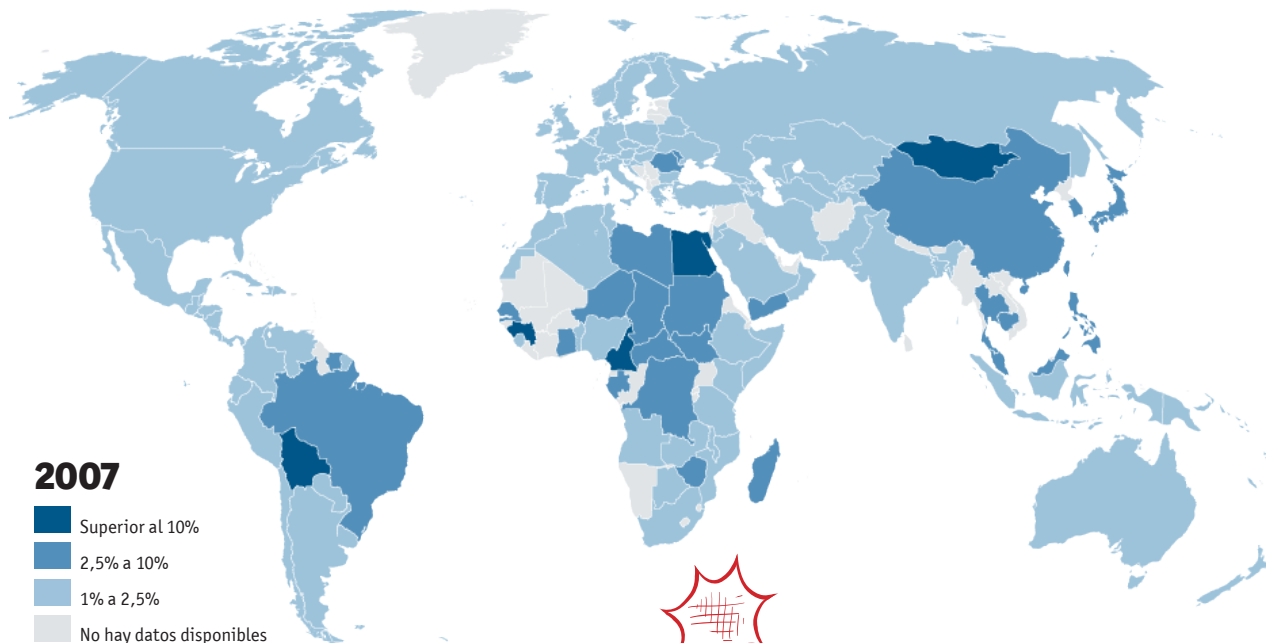 2007
Superior al 10%
2,5% a 10%
1% a 2,5%
No hay datos disponibles